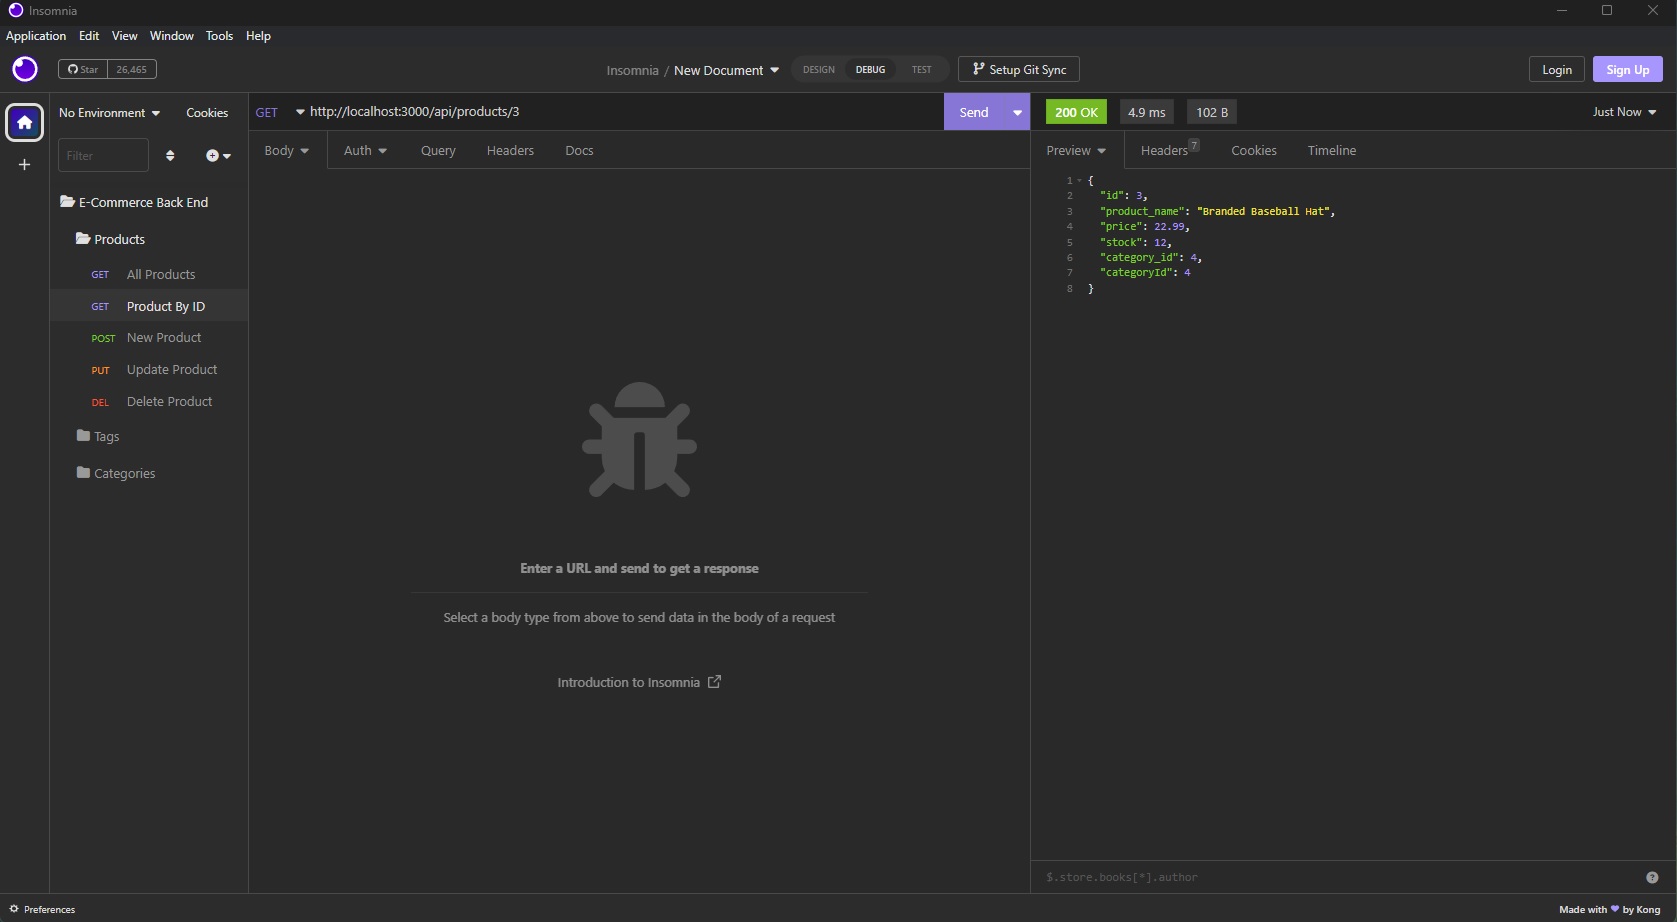 Insomnia
Application Edit View Window Tools Help
Star 26,465
Insomnia / New Document
DESIGN DEBUG TEST
Setup Git Sync
Login Sign Up
No Environment Cookies
Filter
E-Commerce Back End
Products
GET All Products
GET Product By ID
POST New Product
PUT Update Product
DEL Delete Product
Tags
Categories
GET http://localhost:3000/api/products/3 Send
Body Auth Query Headers Docs
Enter a URL and send to get a response
Select a body type from above to send data in the body of a request
Introduction to Insomnia
200 OK 4.9 ms 102 B Just Now
Preview Headers 7 Cookies Timeline
1 {
2 "id": 3,
3 "product_name": "Branded Baseball Hat",
4 "price": 22.99,
5 "stock": 12,
6 "category_id": 4,
7 "categoryId": 4
8 }
$.store.books[*].author ?
Preferences
Made with ♥ by Kong